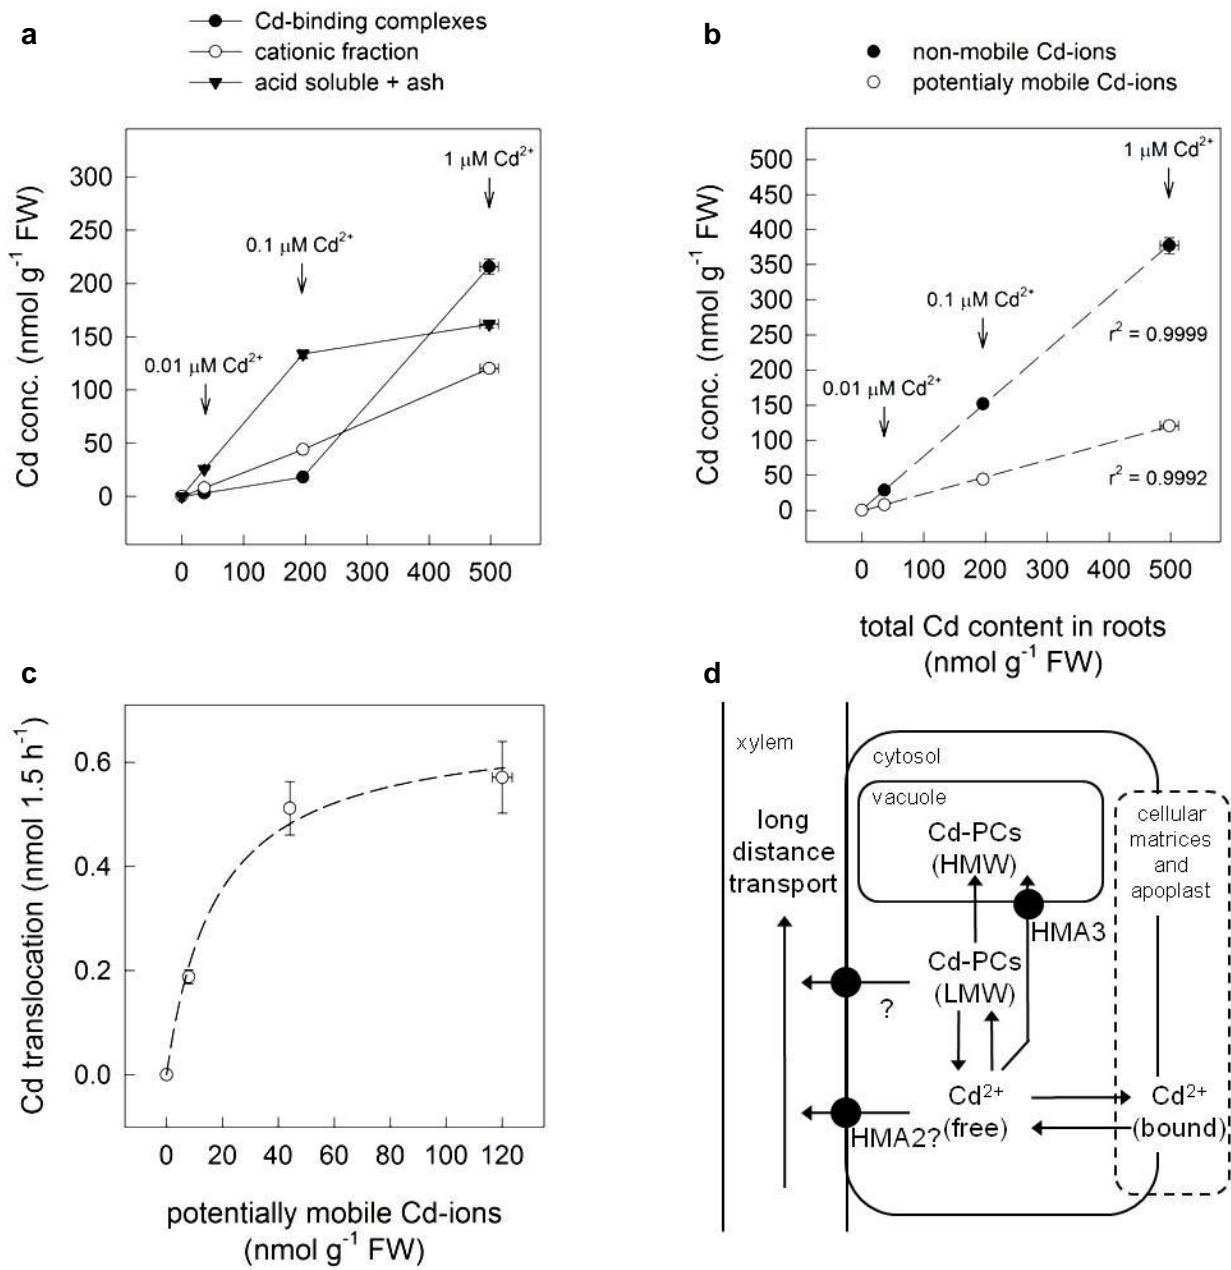 a
Cd-binding complexes
cationic fraction
acid soluble + ash
Cd conc. (nmol g⁻¹ FW)
300
250
200
150
100
50
0
0.01 μM Cd²⁺
0.1 μM Cd²⁺
1 μM Cd²⁺
0 100 200 300 400 500
b
non-mobile Cd-ions
potentialy mobile Cd-ions
Cd conc. (nmol g⁻¹ FW)
500
450
400
350
300
250
200
150
100
50
0
0.01 μM Cd²⁺
0.1 μM Cd²⁺
1 μM Cd²⁺
r² = 0.9999
r² = 0.9992
0 100 200 300 400 500
total Cd content in roots
(nmol g⁻¹ FW)
c
Cd translocation (nmol 1.5 h⁻¹)
0.6
0.4
0.2
0.0
0 20 40 60 80 100 120
potentially mobile Cd-ions
(nmol g⁻¹ FW)
d
xylem
long
distance
transport
cytosol
vacuole
Cd-PCs
(HMW)
HMA3
Cd-PCs
(LMW)
?
Cd²⁺
(free)
HMA2?
cellular
matrices
and
apoplast
Cd²⁺
(bound)